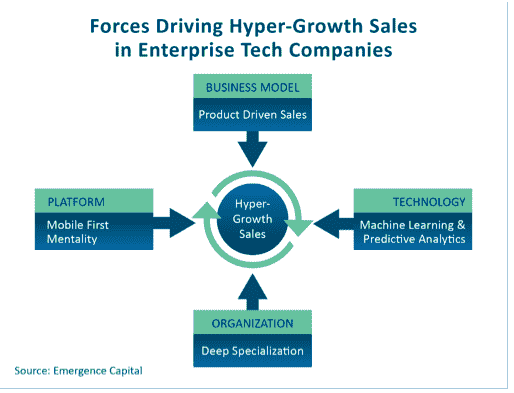 Forces Driving Hyper-Growth Sales
in Enterprise Tech Companies
BUSINESS MODEL
Product Driven Sales
PLATFORM
Mobile First
Mentality
Hyper-
Growth
Sales
TECHNOLOGY
Machine Learning &
Predictive Analytics
ORGANIZATION
Deep Specialization
Source: Emergence Capital